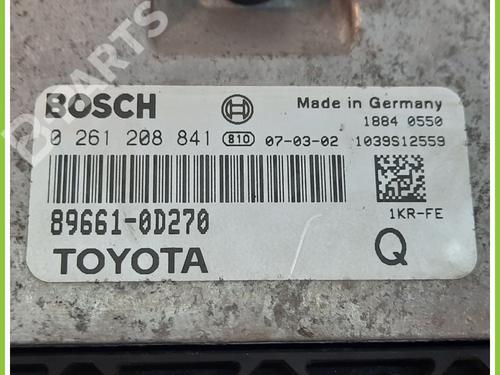 BOSCH Made in Germany
1884 0550
0 261 208 841 810 07-03-02 1039S12559
89661-0D270 1KR-FE
TOYOTA Q
B-PARTS